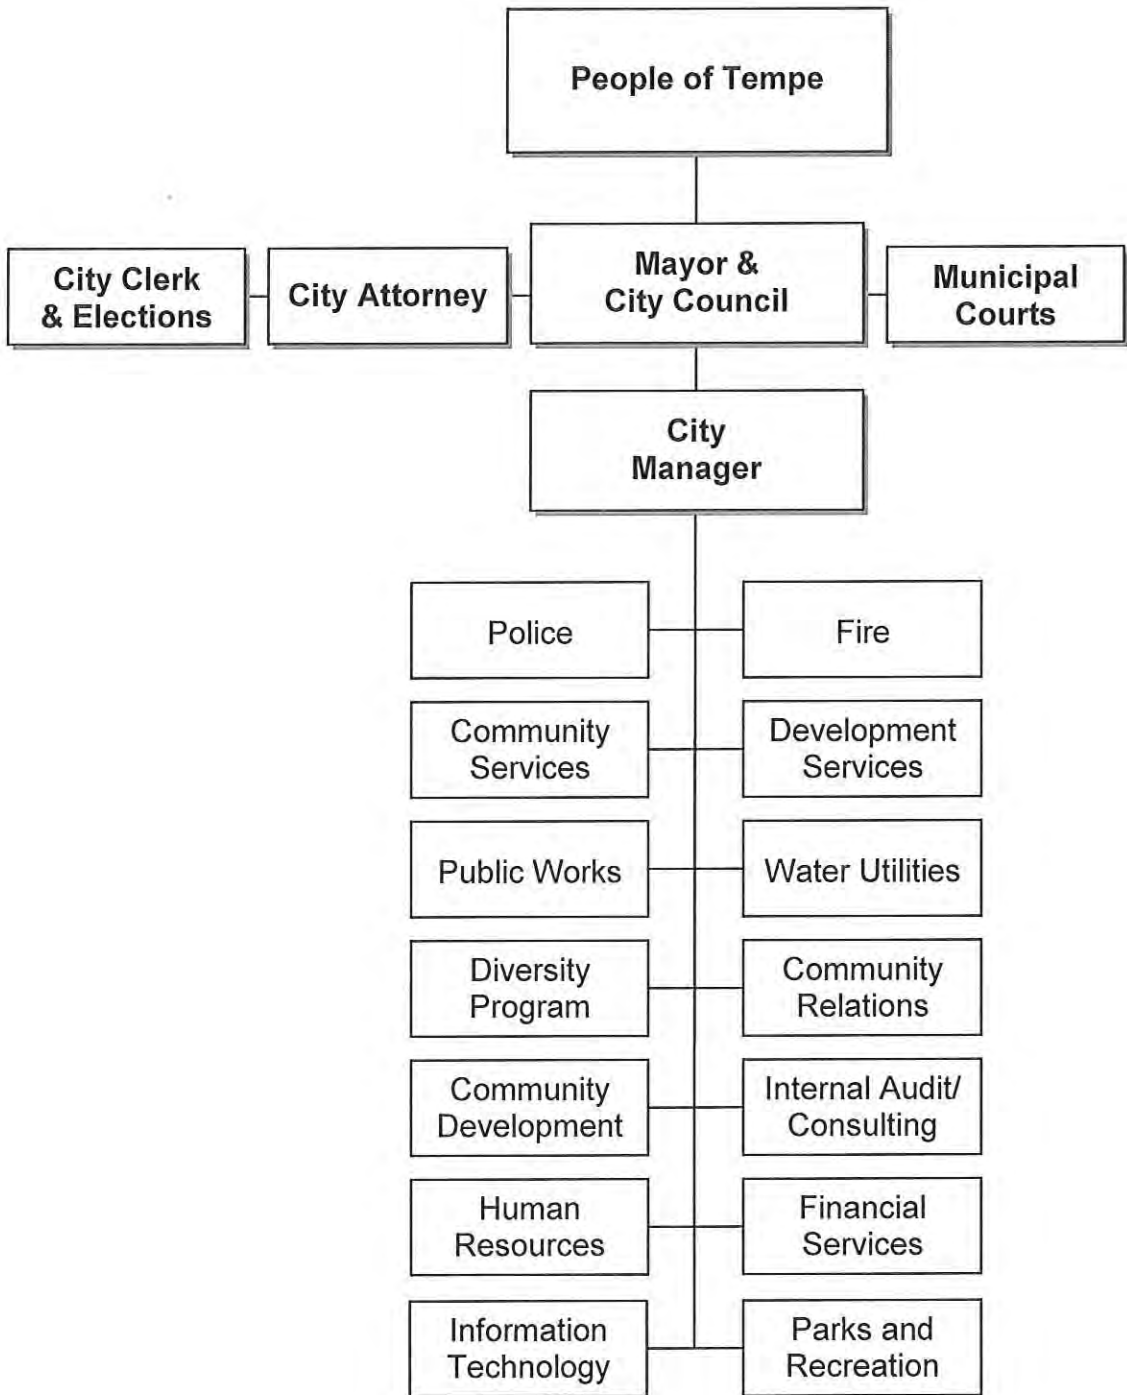 People of Tempe
City Clerk
& Elections
City Attorney
Mayor &
City Council
Municipal
Courts
City
Manager
Police
Fire
Community
Services
Development
Services
Public Works
Water Utilities
Diversity
Program
Community
Relations
Community
Development
Internal Audit/
Consulting
Human
Resources
Financial
Services
Information
Technology
Parks and
Recreation